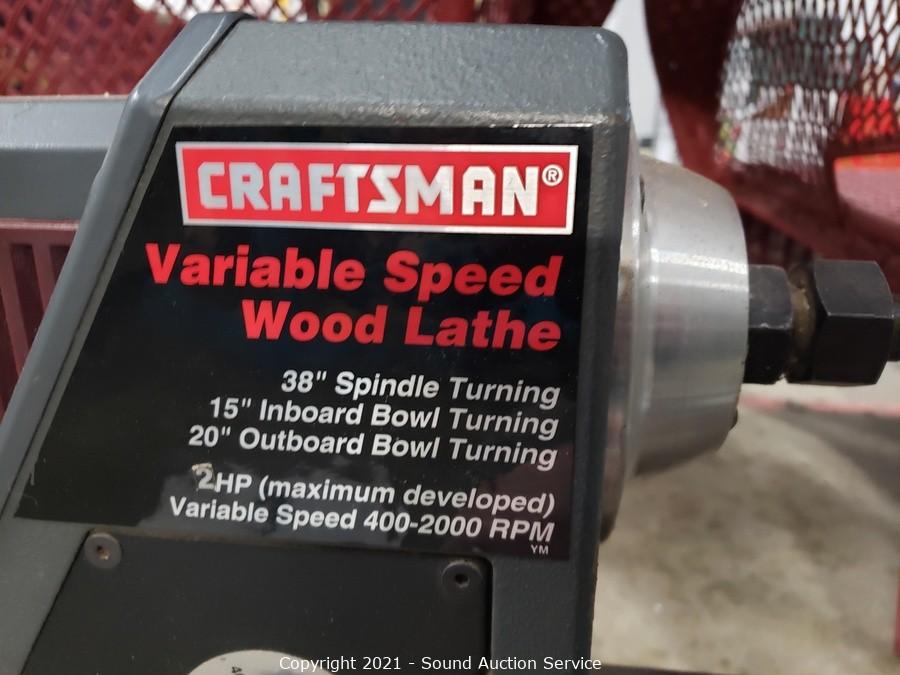 CRAFTSMAN®
Variable Speed
Wood Lathe
38" Spindle Turning
15" Inboard Bowl Turning
20" Outboard Bowl Turning
2HP (maximum developed)
Variable Speed 400-2000 RPM
YM
Copyright 2021 - Sound Auction Service